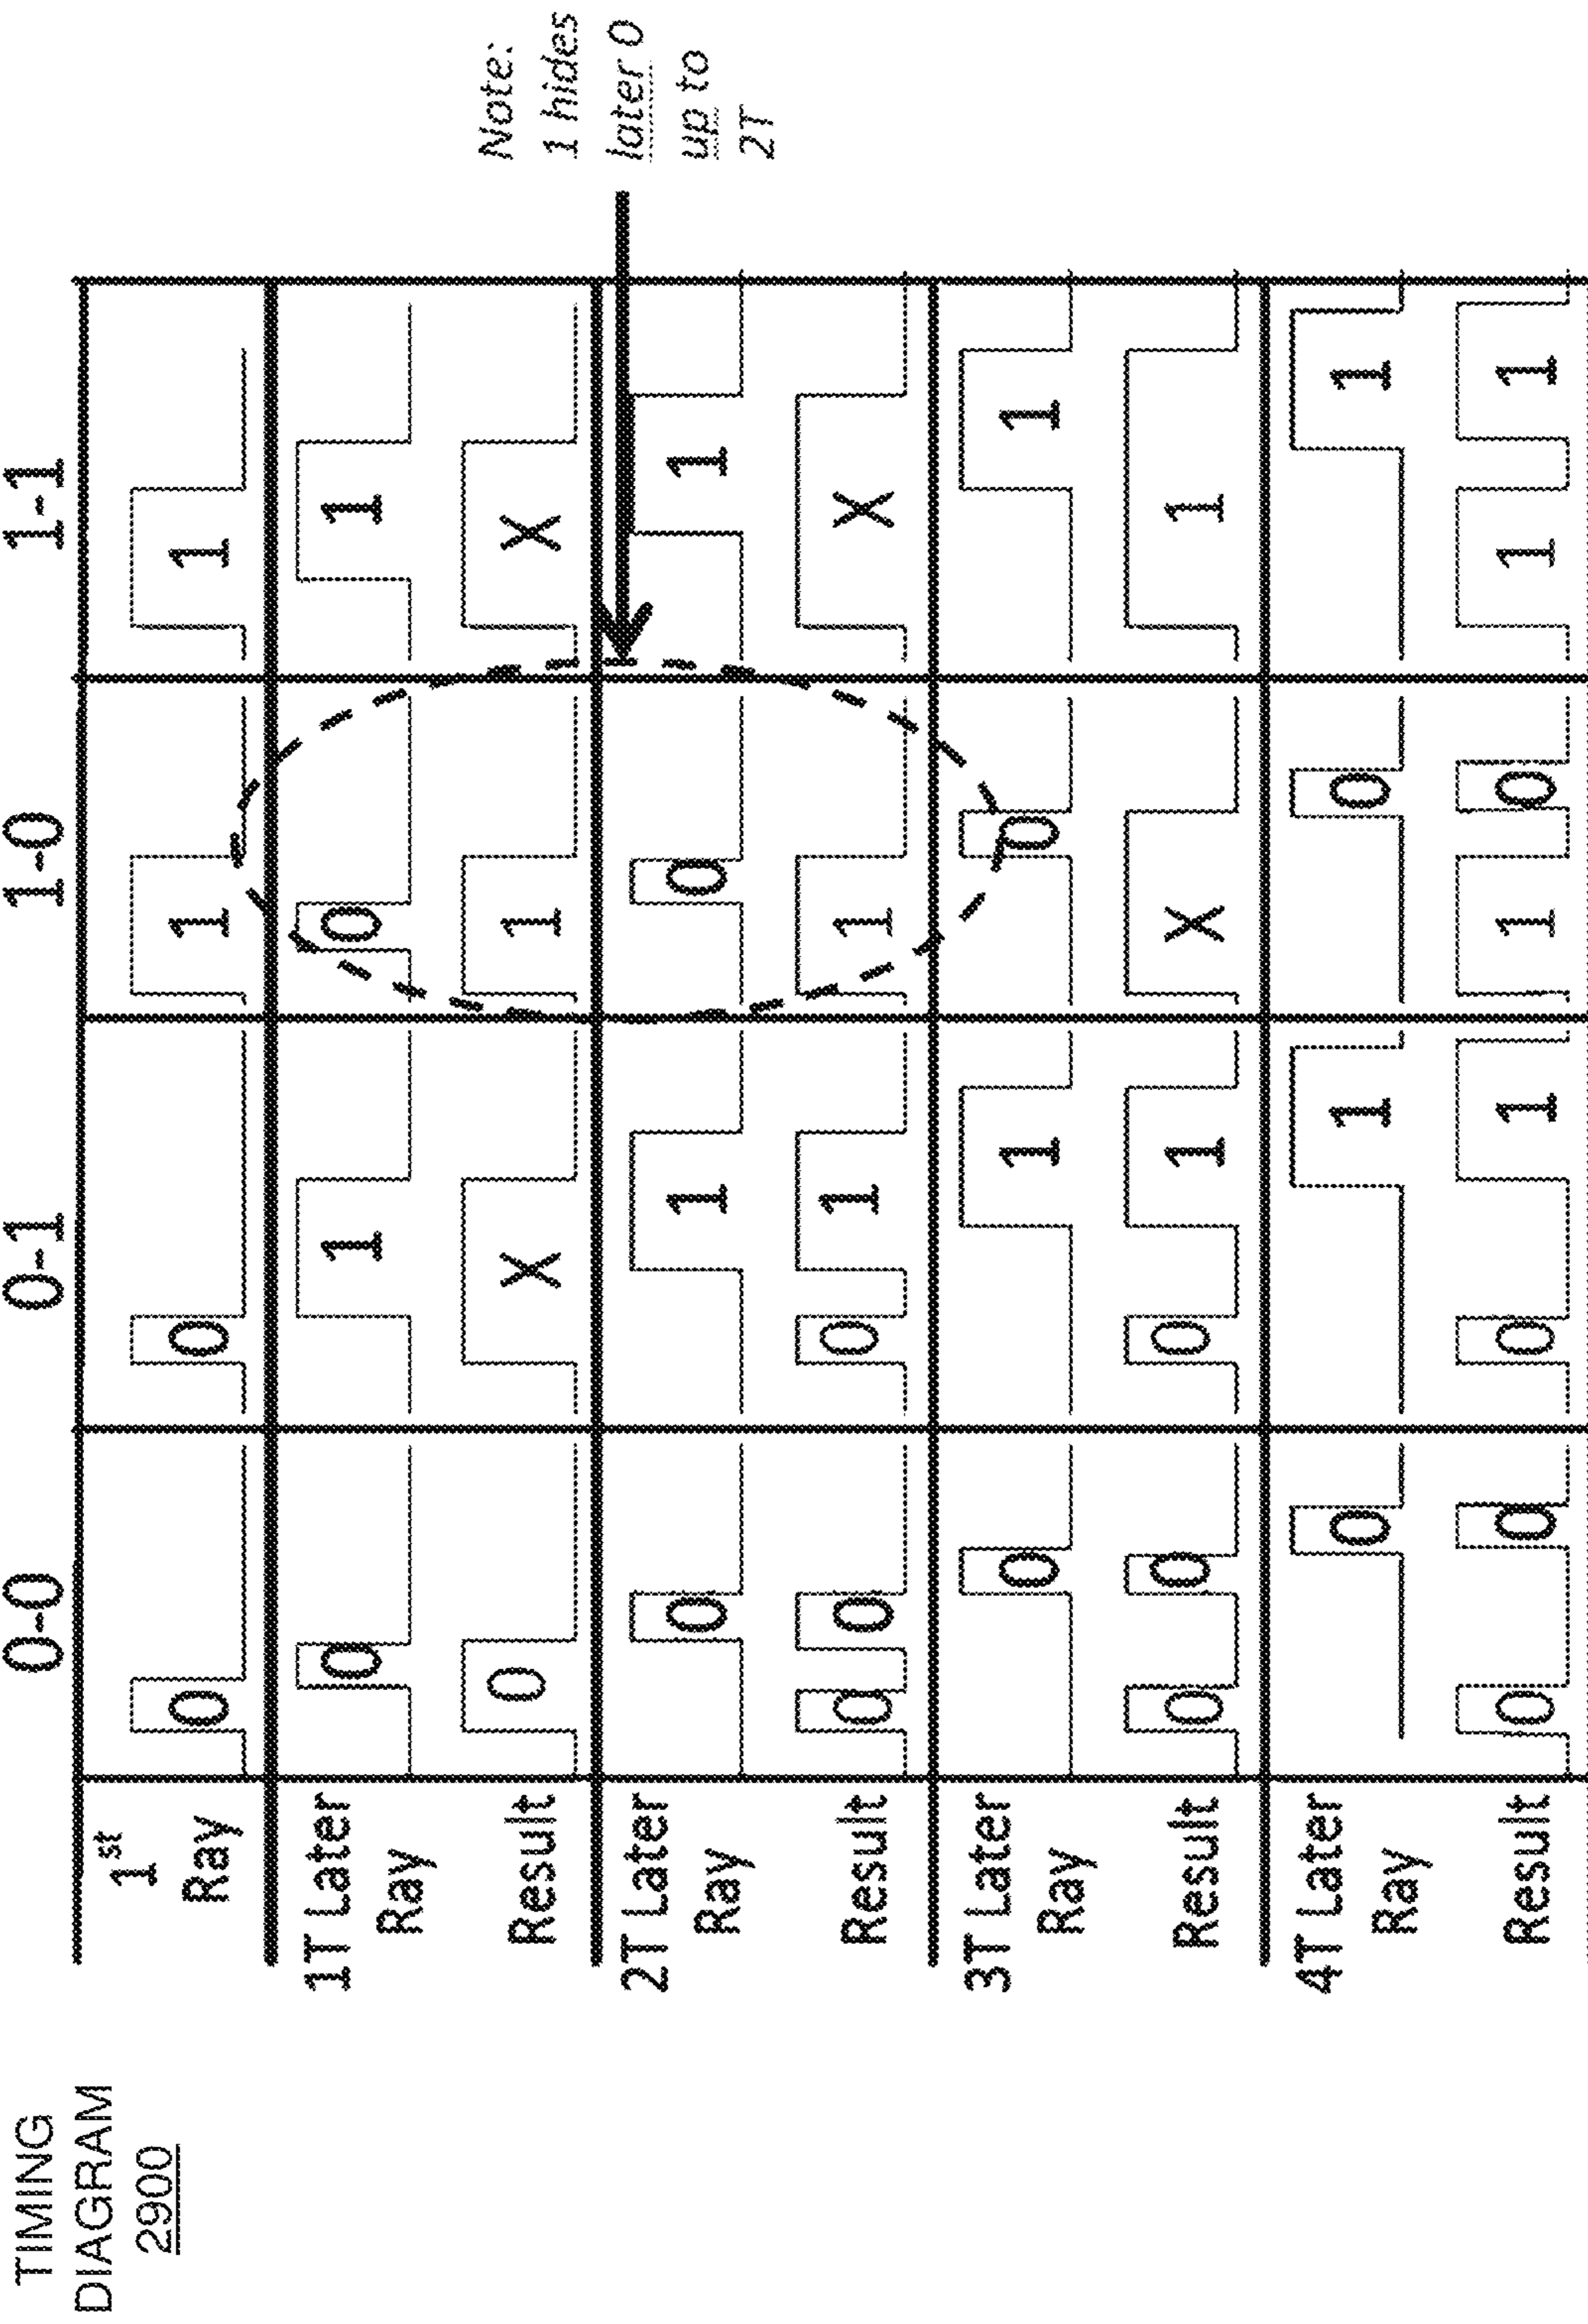 TIMING
DIAGRAM
2900
0-0 0-1 1-0 1-1
1st
Ray 0 0 1 1
1T Later
Ray 0 1 0 1
Result 0 X 1 X
2T Later
Ray 0 1 0 1
Result 0 0 0 1 1 X
3T Later
Ray 0 1 0 1
Result 0 0 0 1 X 1
4T Later
Ray 0 1 0 1
Result 0 0 0 1 1 0 1 1
Note:
1 hides
later 0
up to
2T